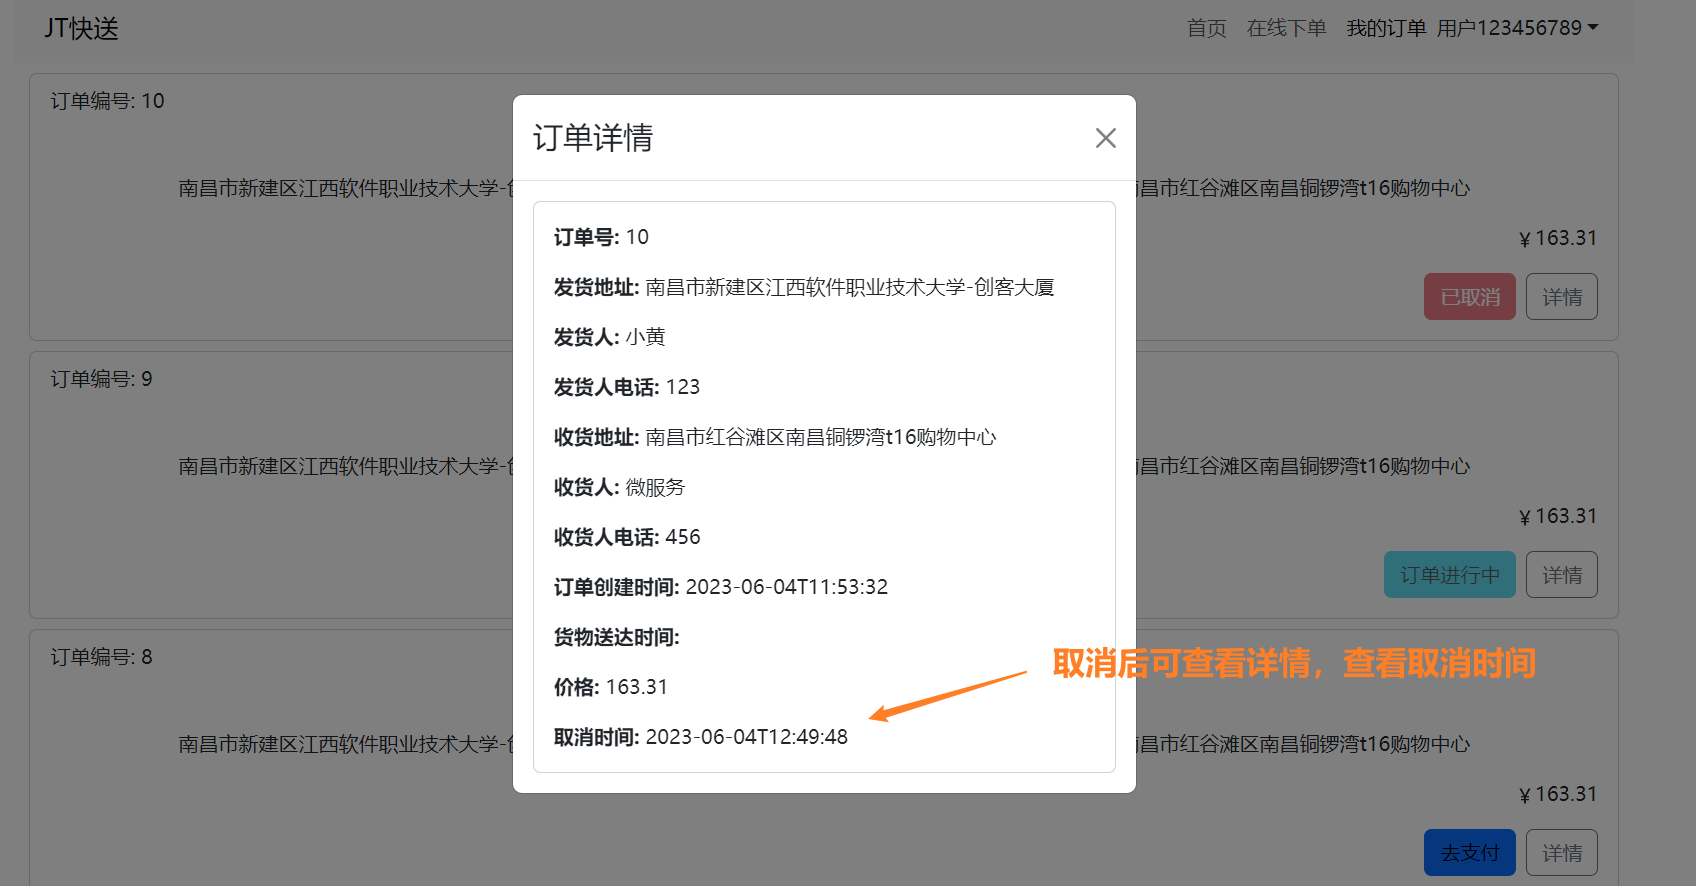 JT快送
首页 在线下单 我的订单 用户123456789
订单编号: 10
南昌市新建区江西软件职业技术大学-
昌市红谷滩区南昌铜锣湾t16购物中心
¥163.31
已取消 详情
订单编号: 9
南昌市新建区江西软件职业技术大学-
昌市红谷滩区南昌铜锣湾t16购物中心
¥163.31
订单进行中 详情
订单编号: 8
南昌市新建区江西软件职业技术大学-
昌市红谷滩区南昌铜锣湾t16购物中心
¥163.31
去支付 详情
订单详情
订单号: 10
发货地址: 南昌市新建区江西软件职业技术大学-创客大厦
发货人: 小黄
发货人电话: 123
收货地址: 南昌市红谷滩区南昌铜锣湾t16购物中心
收货人: 微服务
收货人电话: 456
订单创建时间: 2023-06-04T11:53:32
货物送达时间:
价格: 163.31
取消时间: 2023-06-04T12:49:48
取消后可查看详情，查看取消时间